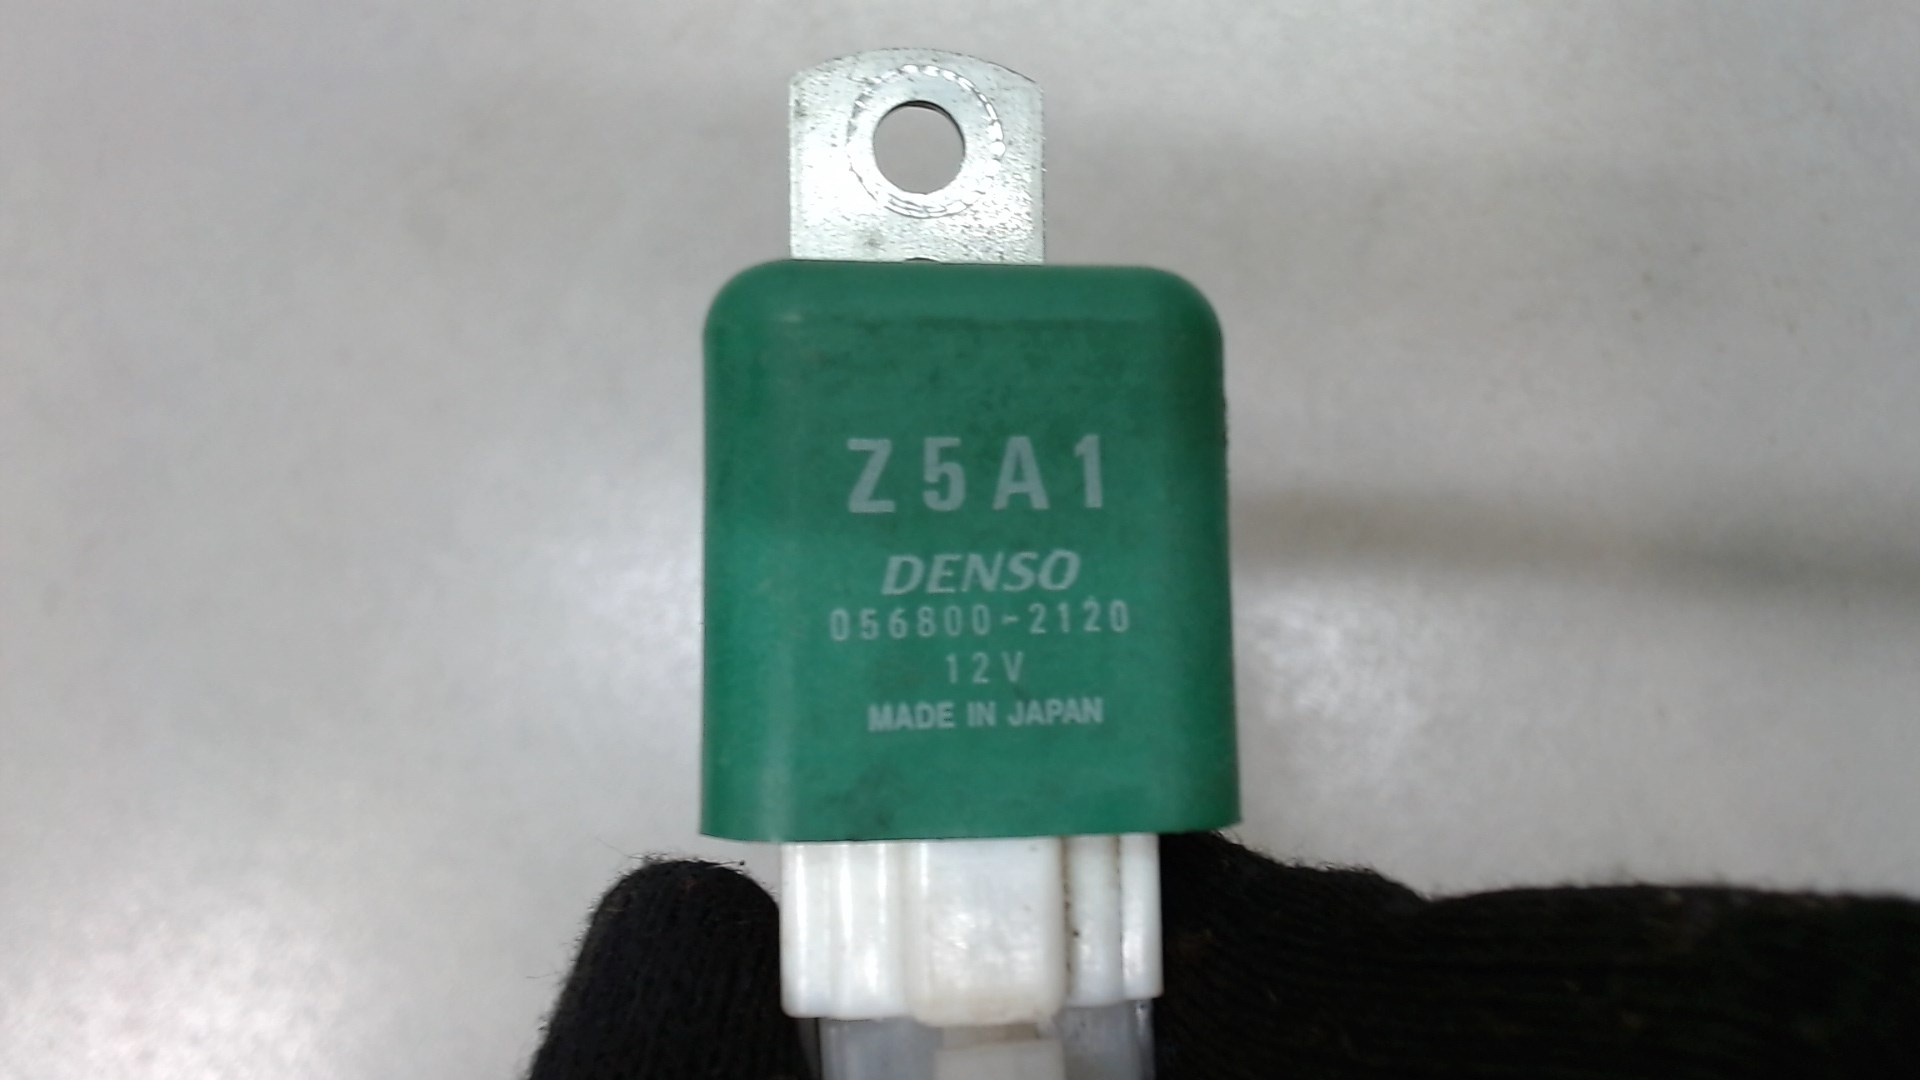 Z5A1
DENSO
056800-2120
12V
MADE IN JAPAN